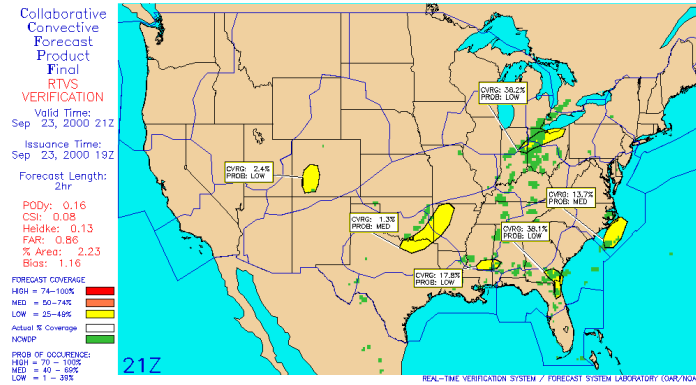 Collaborative
Convective
Forecast
Product
Final
RTVS
VERIFICATION
Valid Time:
Sep 23, 2000 21Z
Issuance Time:
Sep 23, 2000 19Z
Forecast Length:
2hr
PODy: 0.16
CSI: 0.08
Heidke: 0.13
FAR: 0.86
% Area: 2.23
Bias: 1.16
FORECAST COVERAGE
HIGH = 74-100%
MED = 50-74%
LOW = 25-49%
Actual % Coverage
NCWDP
PROB OF OCCURENCE:
HIGH = 70 - 100%
MED = 40 - 69%
LOW = 1 - 39%
CVRG: 36.2%
PROB: LOW
CVRG: 2.4%
PROB: LOW
CVRG: 13.7%
PROB: MED
CVRG: 1.3%
PROB: MED
CVRG: 38.1%
PROB: LOW
CVRG: 17.8%
PROB: LOW
21Z
REAL-TIME VERIFICATION SYSTEM / FORECAST SYSTEM LABORATORY (OAR/NOA